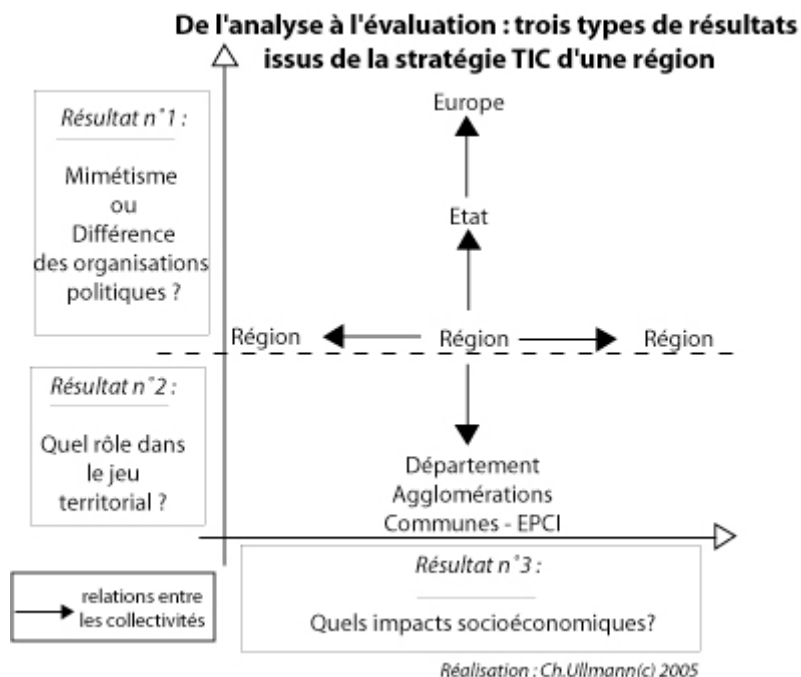 De l'analyse à l'évaluation : trois types de résultats
issus de la stratégie TIC d'une région
Résultat n°1 :
Mimétisme
ou
Différence
des organisations
politiques ?
Europe
Etat
Région
Région
Région
Résultat n°2 :
Quel rôle dans
le jeu
territorial ?
Département
Agglomérations
Communes - EPCI
Résultat n°3 :
Quels impacts socioéconomiques?
relations entre
les collectivités
Réalisation : Ch.Ullmann(c) 2005